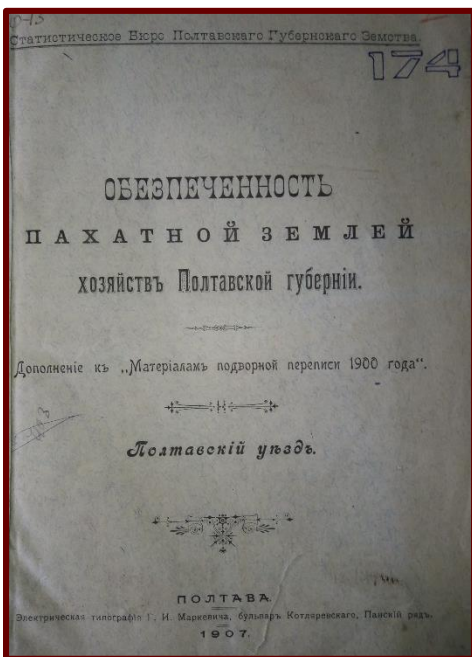 Статистическое Бюро Полтавскаго Губернскаго Земства.
174
ОБЕЗПЕЧЕННОСТЬ
ПАХАТНОЙ ЗЕМЛЕЙ
хозяйствъ Полтавской губерніи.
Дополненіе къ „Матеріаламъ подворной переписи 1900 года".
Полтавскій уѣздъ.
ПОЛТАВА.
Электрическая типографія Г. И. Маркевича, бульваръ Котляревскаго, Панскій рядъ.
1907.